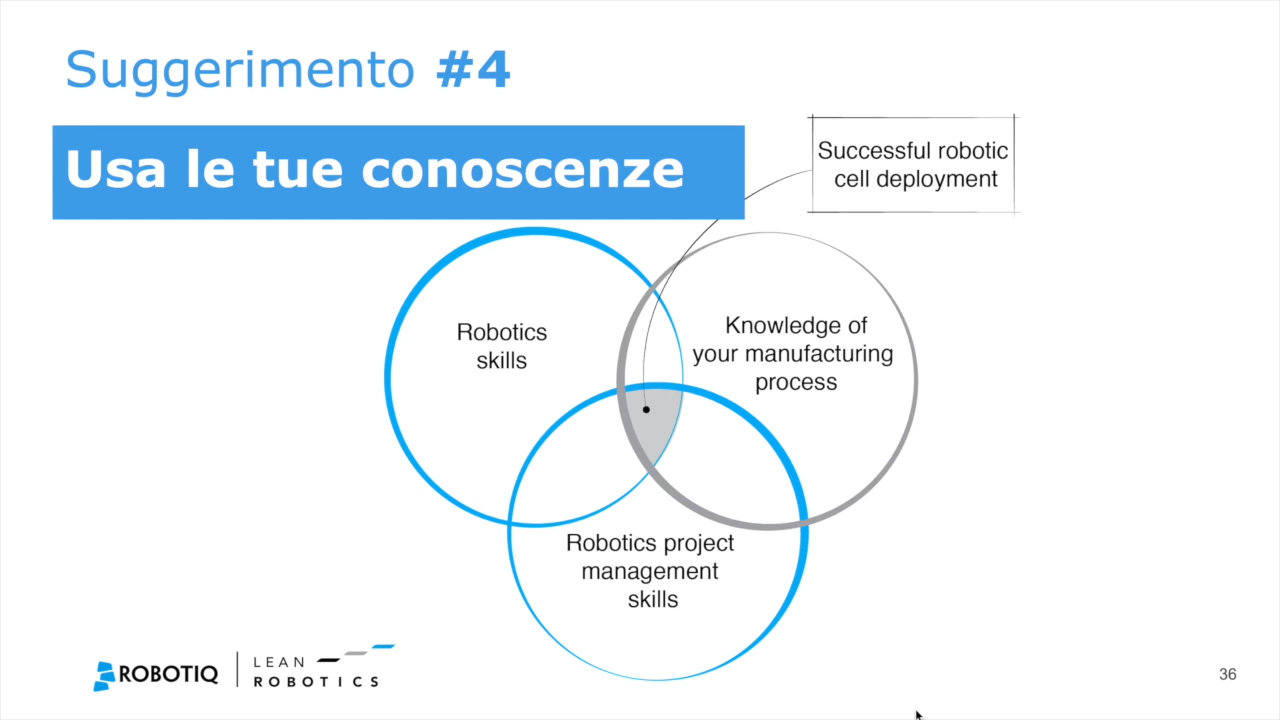 Suggerimento #4
Usa le tue conoscenze
Successful robotic
cell deployment
Robotics
skills
Knowledge of
your manufacturing
process
Robotics project
management
skills
ROBOTIQ
LEAN
ROBOTICS
36